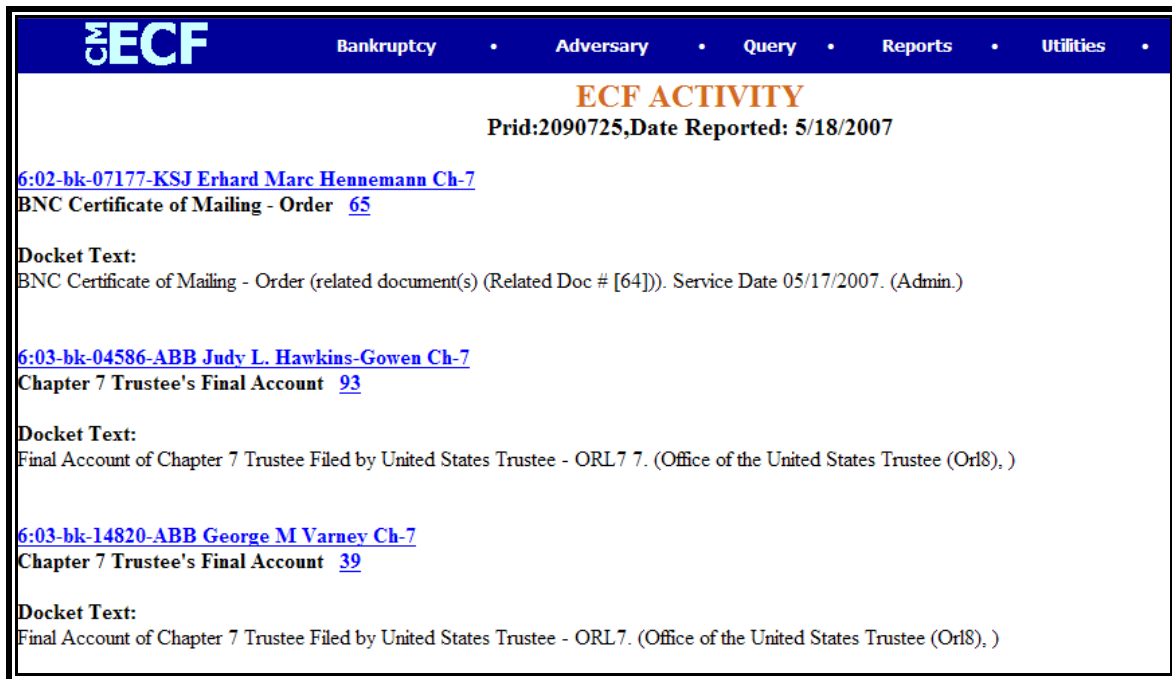 CM ECF Bankruptcy • Adversary • Query • Reports • Utilities •
ECF ACTIVITY
Prid:2090725,Date Reported: 5/18/2007
6:02-bk-07177-KSJ Erhard Marc Hennemann Ch-7
BNC Certificate of Mailing - Order 65
Docket Text:
BNC Certificate of Mailing - Order (related document(s) (Related Doc # [64])). Service Date 05/17/2007. (Admin.)
6:03-bk-04586-ABB Judy L. Hawkins-Gowen Ch-7
Chapter 7 Trustee's Final Account 93
Docket Text:
Final Account of Chapter 7 Trustee Filed by United States Trustee - ORL7 7. (Office of the United States Trustee (Orl8), )
6:03-bk-14820-ABB George M Varney Ch-7
Chapter 7 Trustee's Final Account 39
Docket Text:
Final Account of Chapter 7 Trustee Filed by United States Trustee - ORL7. (Office of the United States Trustee (Orl8), )